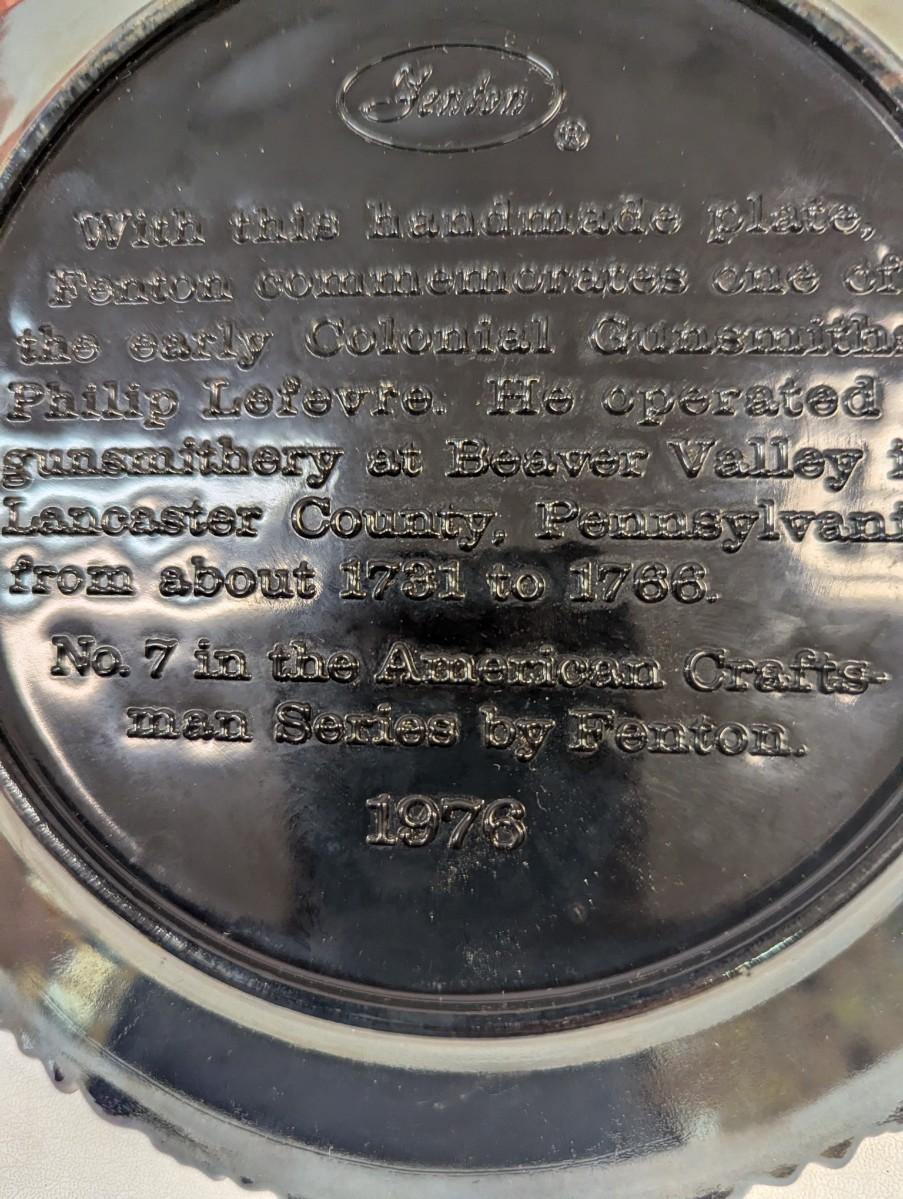 Fenton ®
With this handmade plate,
Fenton commemorates one of
the early Colonial Gunsmiths
Philip Lefevre. He operated
gunsmithery at Beaver Valley i
Lancaster County, Pennsylvani
from about 1731 to 1766.
No. 7 in the American Crafts-
man Series by Fenton.
1976